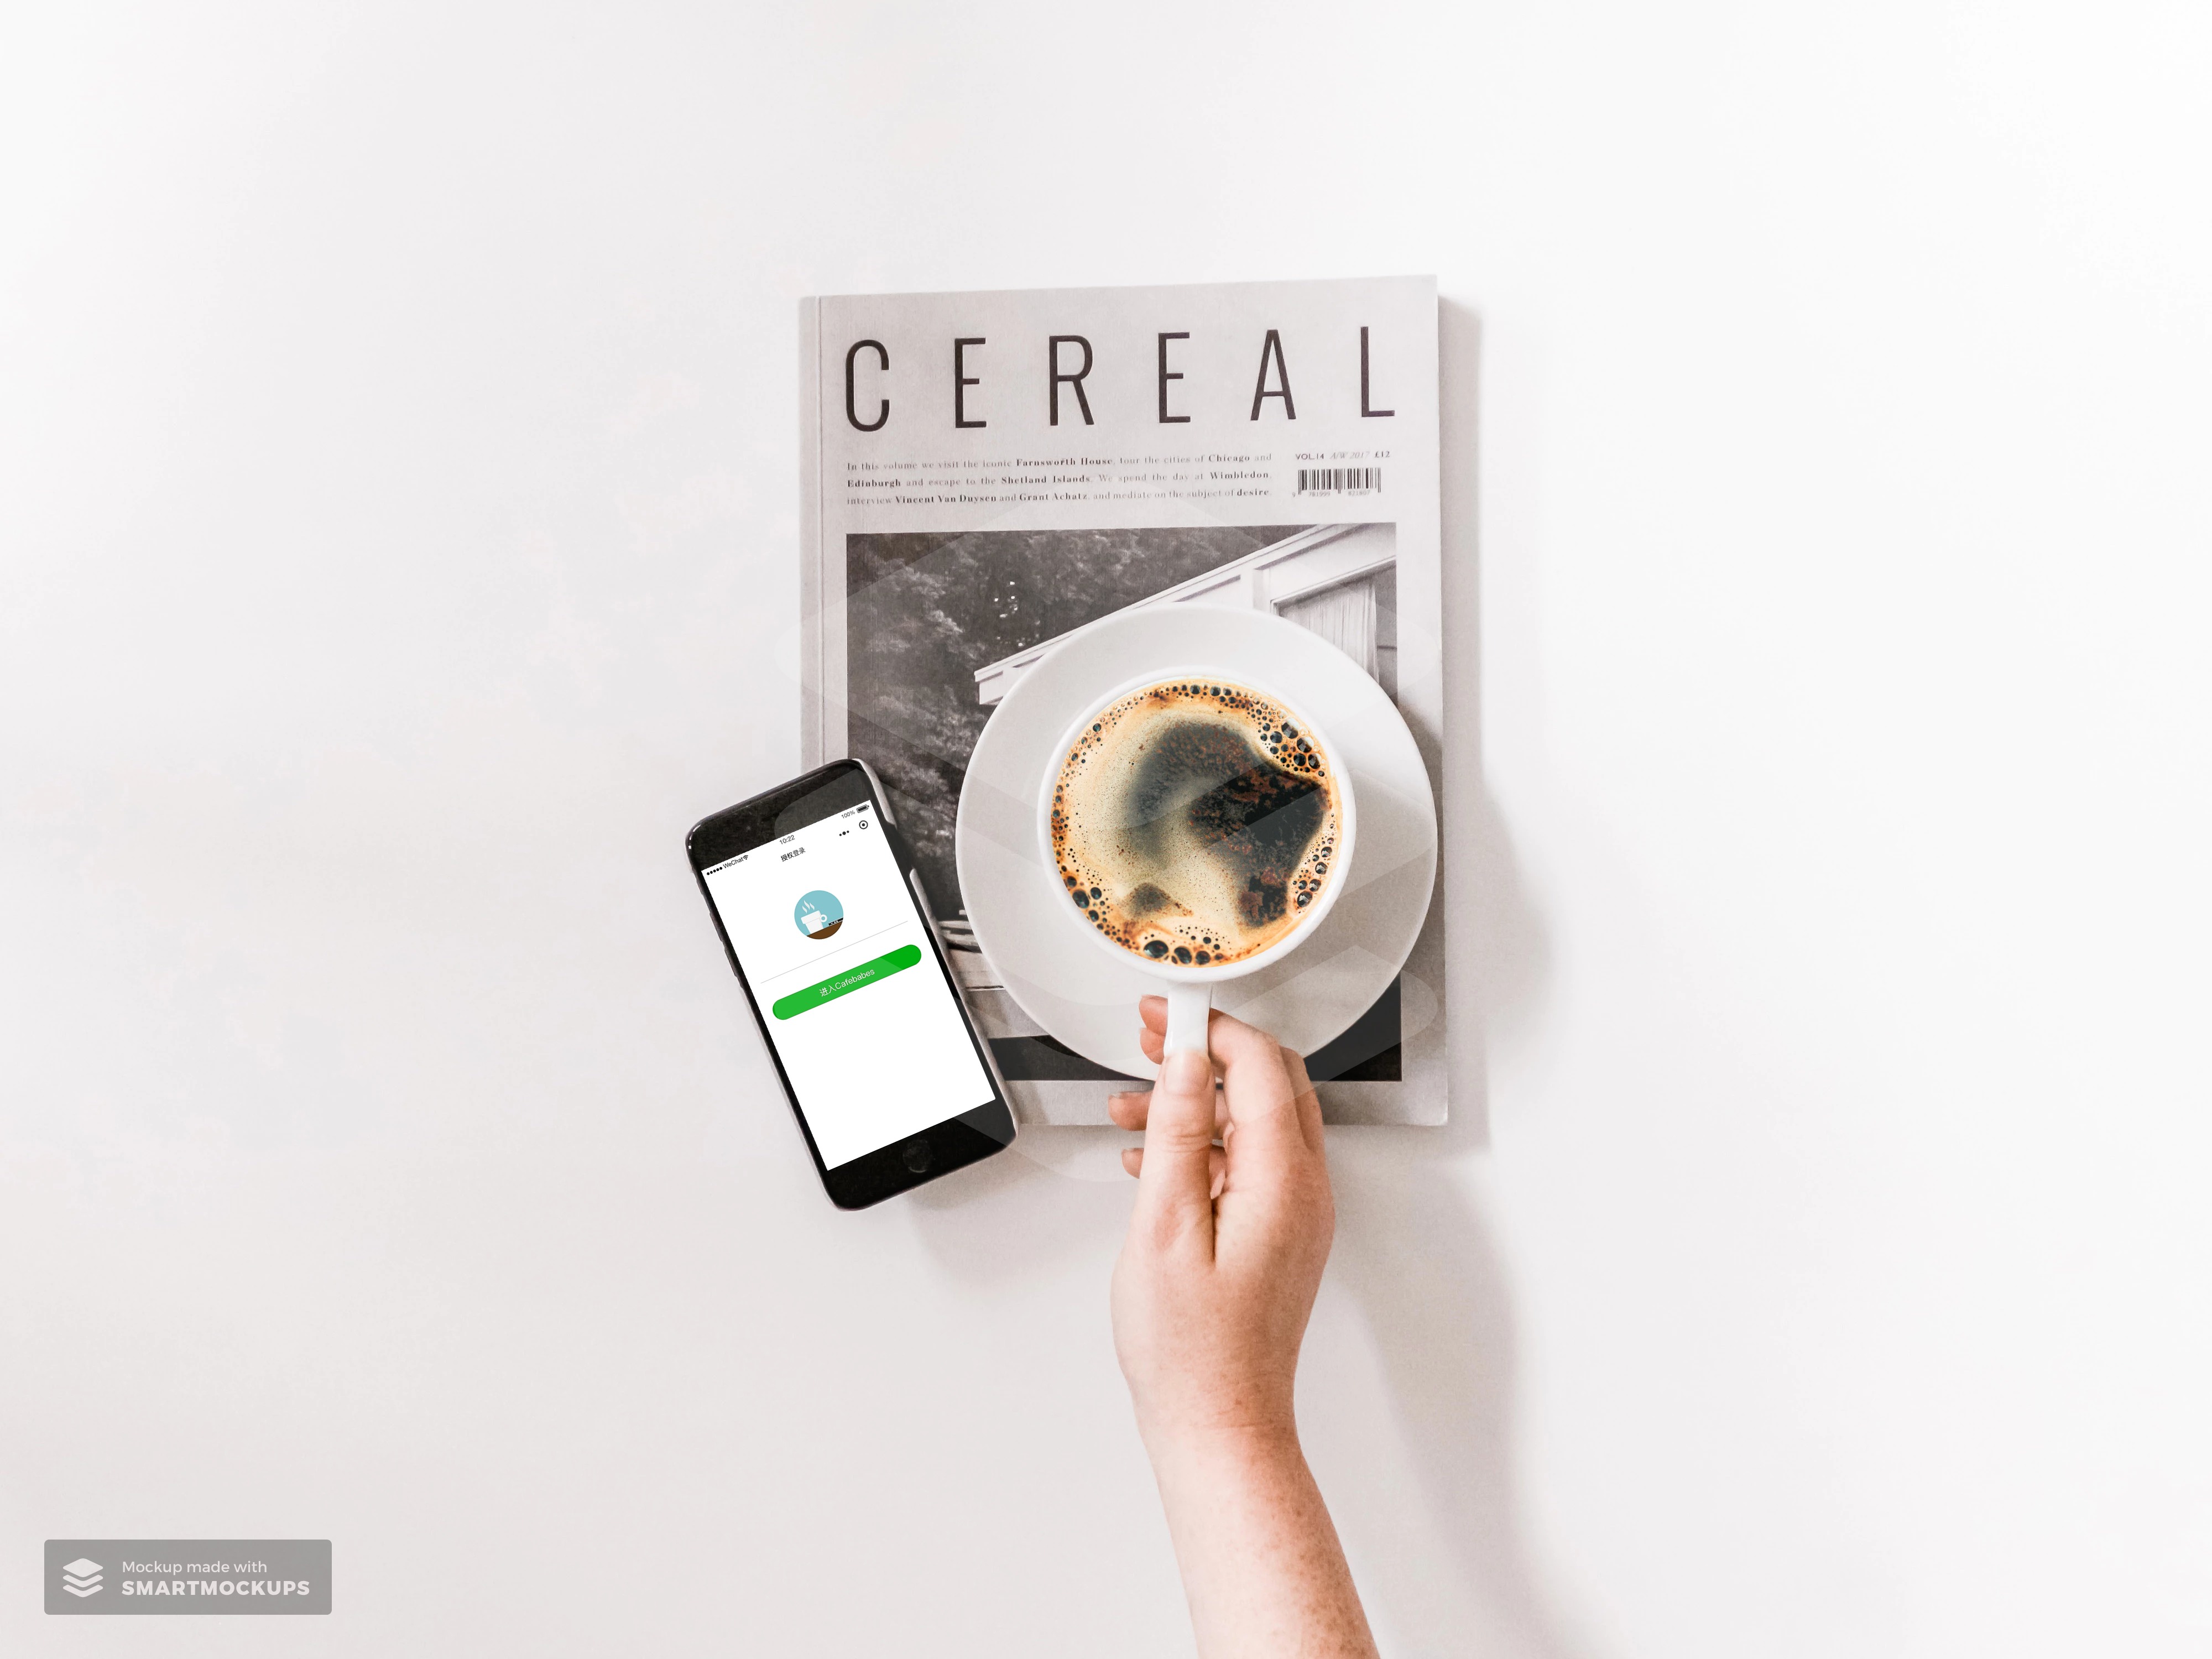 CEREAL
In this volume we visit the iconic Farnsworth House, tour the cities of Chicago and
Edinburgh and escape to the Shetland Islands. We spend the day at Wimbledon,
interview Vincent Van Duysen and Grant Achatz, and mediate on the subject of desire.
VOL.14 A/W 2017 £12
WeChat
10:22
100%
授权登录
进入Cafebabes
Mockup made with
SMARTMOCKUPS